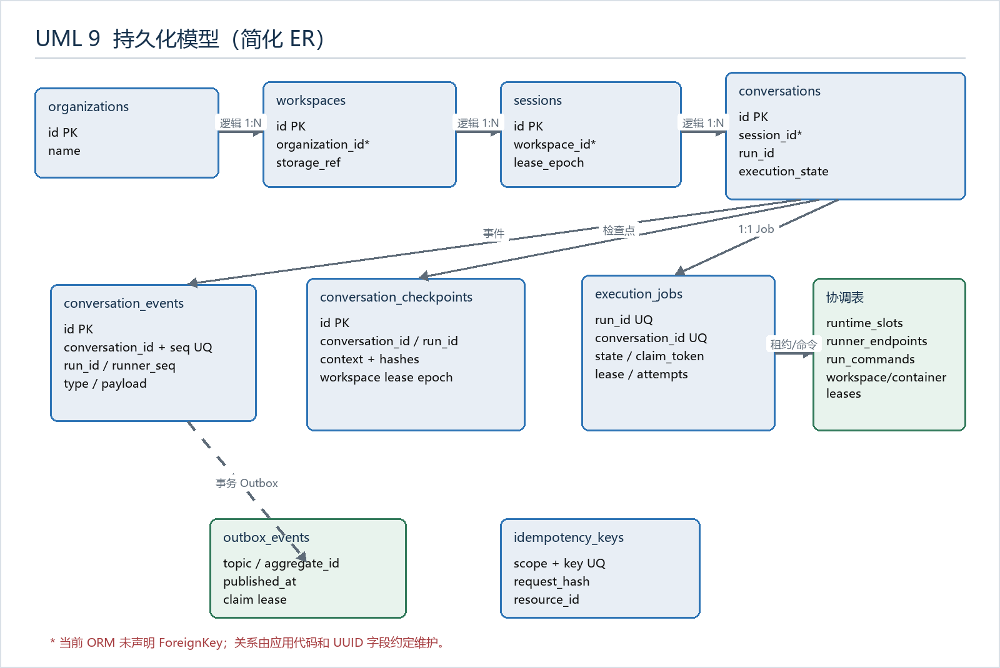 UML 9 持久化模型（简化 ER）
organizations
id PK
name
逻辑 1:N
workspaces
id PK
organization_id*
storage_ref
逻辑 1:N
sessions
id PK
workspace_id*
lease_epoch
逻辑 1:N
conversations
id PK
session_id*
run_id
execution_state
事件
检查点
1:1 Job
conversation_events
id PK
conversation_id + seq UQ
run_id / runner_seq
type / payload
conversation_checkpoints
id PK
conversation_id / run_id
context + hashes
workspace lease epoch
execution_jobs
run_id UQ
conversation_id UQ
state / claim_token
lease / attempts
租约/命令
协调表
runtime_slots
runner_endpoints
run_commands
workspace/container
leases
事务 Outbox
outbox_events
topic / aggregate_id
published_at
claim lease
idempotency_keys
scope + key UQ
request_hash
resource_id
* 当前 ORM 未声明 ForeignKey；关系由应用代码和 UUID 字段约定维护。